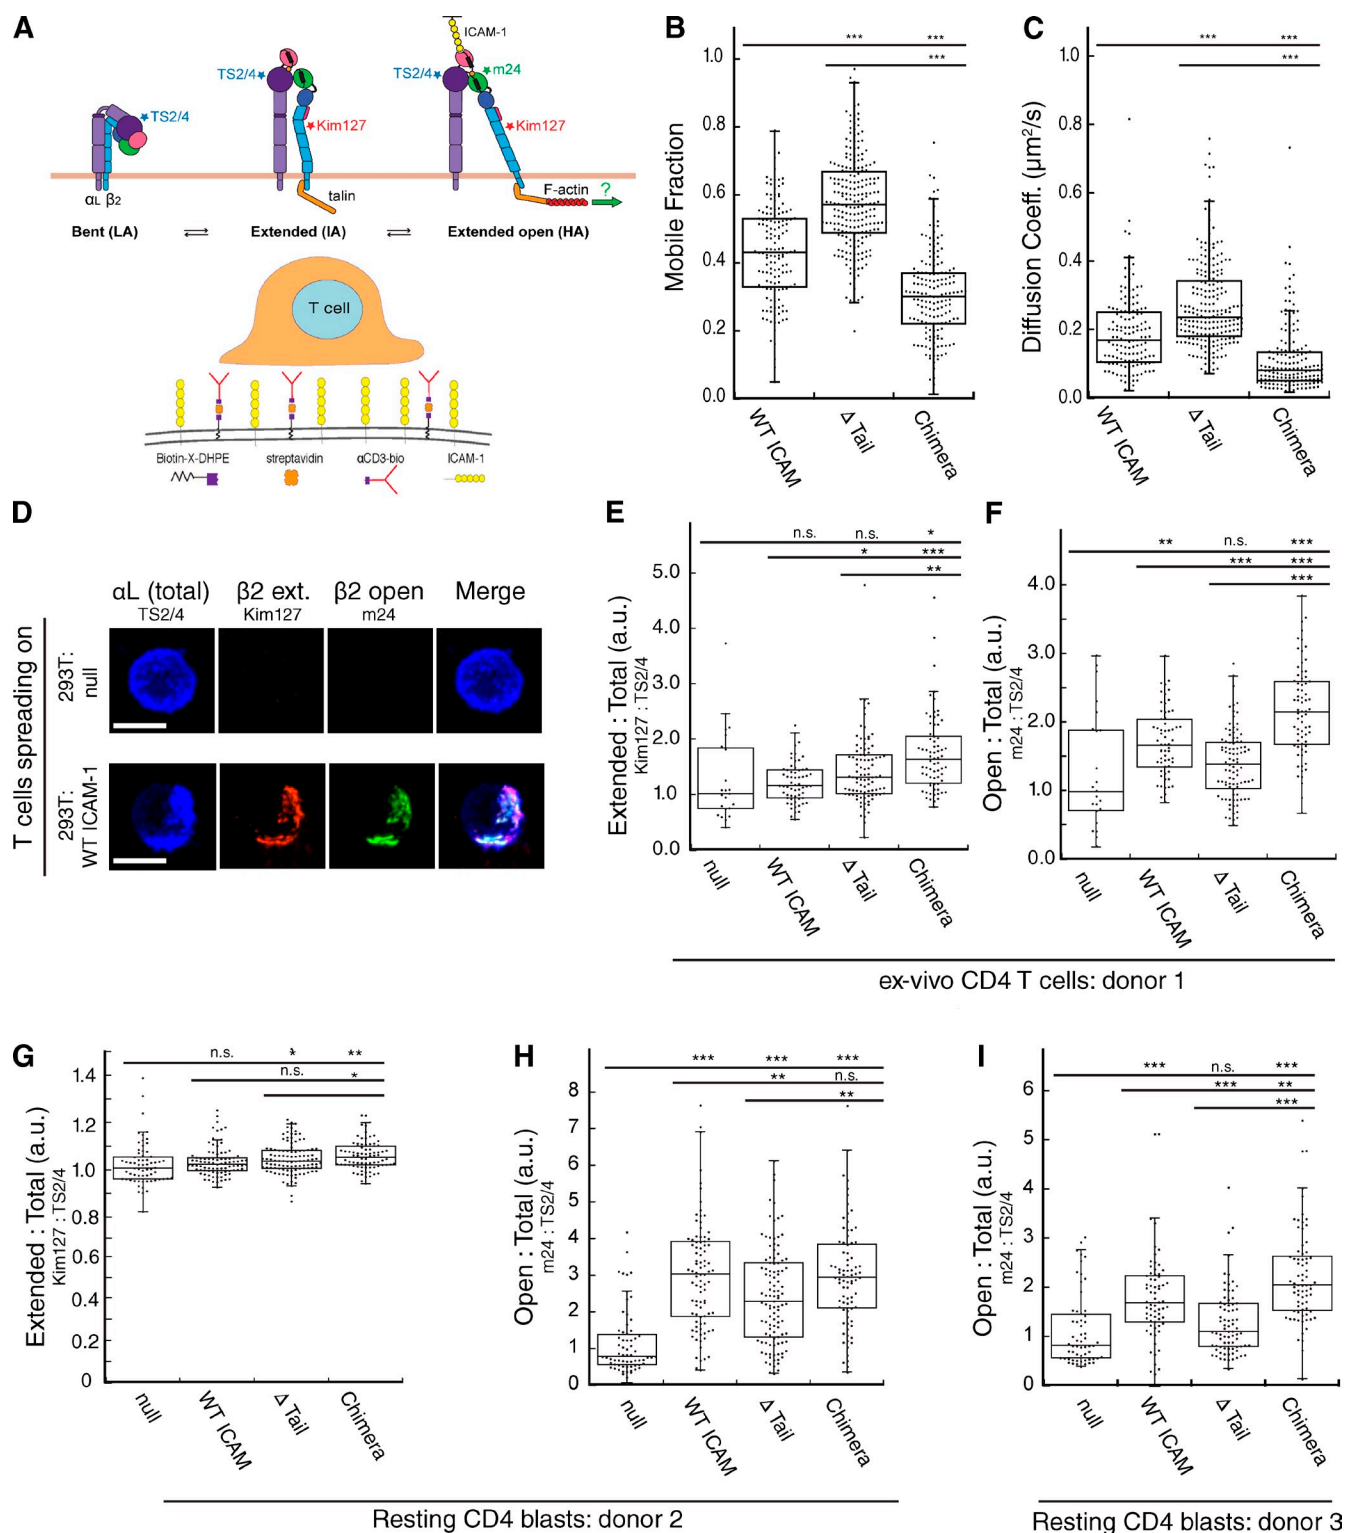 A
ICAM-1
TS2/4
TS2/4
m24
TS2/4
Kim127
Kim127
talin
F-actin
?
αL β2
Bent (LA)
Extended (IA)
Extended open (HA)
T cell
Biotin-X-DHPE
streptavidin
αCD3-bio
ICAM-1
B
*** ***
***
Mobile Fraction
1.0
0.8
0.6
0.4
0.2
0.0
WT ICAM
Δ Tail
Chimera
C
*** ***
***
Diffusion Coeff. (µm²/s)
1.0
0.8
0.6
0.4
0.2
0.0
WT ICAM
Δ Tail
Chimera
D
αL (total)
TS2/4
β2 ext.
Kim127
β2 open
m24
Merge
T cells spreading on
293T:
null
293T:
WT ICAM-1
E
n.s. n.s. *
* ***
**
Extended : Total (a.u.)
Kim127 : TS2/4
5.0
4.0
3.0
2.0
1.0
0.0
null
WT ICAM
Δ Tail
Chimera
F
** n.s. ***
*** ***
***
Open : Total (a.u.)
m24 : TS2/4
4.0
3.0
2.0
1.0
0.0
null
WT ICAM
Δ Tail
Chimera
ex-vivo CD4 T cells: donor 1
G
n.s. * **
n.s. *
Extended : Total (a.u.)
Kim127 : TS2/4
1.4
1.2
1.0
0.8
0.6
0.4
0.2
0
null
WT ICAM
Δ Tail
Chimera
H
*** *** ***
** n.s.
**
Open : Total (a.u.)
m24 : TS2/4
8
7
6
5
4
3
2
1
0
null
WT ICAM
Δ Tail
Chimera
Resting CD4 blasts: donor 2
I
*** n.s. ***
*** **
***
Open : Total (a.u.)
m24 : TS2/4
6
5
4
3
2
1
0
null
WT ICAM
Δ Tail
Chimera
Resting CD4 blasts: donor 3